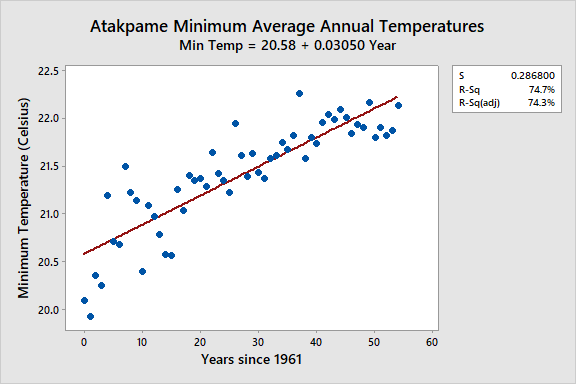 Atakpame Minimum Average Annual Temperatures
Min Temp = 20.58 + 0.03050 Year
S 0.286800
R-Sq 74.7%
R-Sq(adj) 74.3%
Minimum Temperature (Celsius)
22.5
22.0
21.5
21.0
20.5
20.0
0 10 20 30 40 50 60
Years since 1961